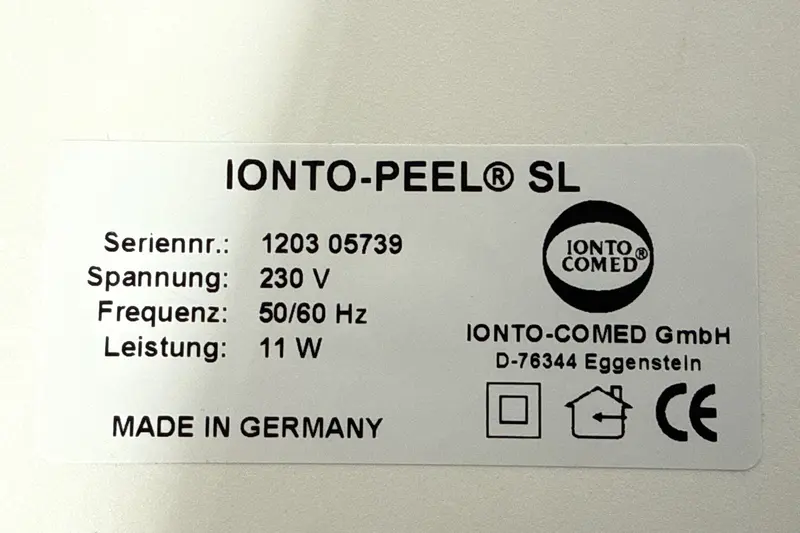 IONTO-PEEL® SL
Seriennr.: 1203 05739
Spannung: 230 V
Frequenz: 50/60 Hz
Leistung: 11 W
MADE IN GERMANY
IONTO®
COMED
IONTO-COMED GmbH
D-76344 Eggenstein
CE